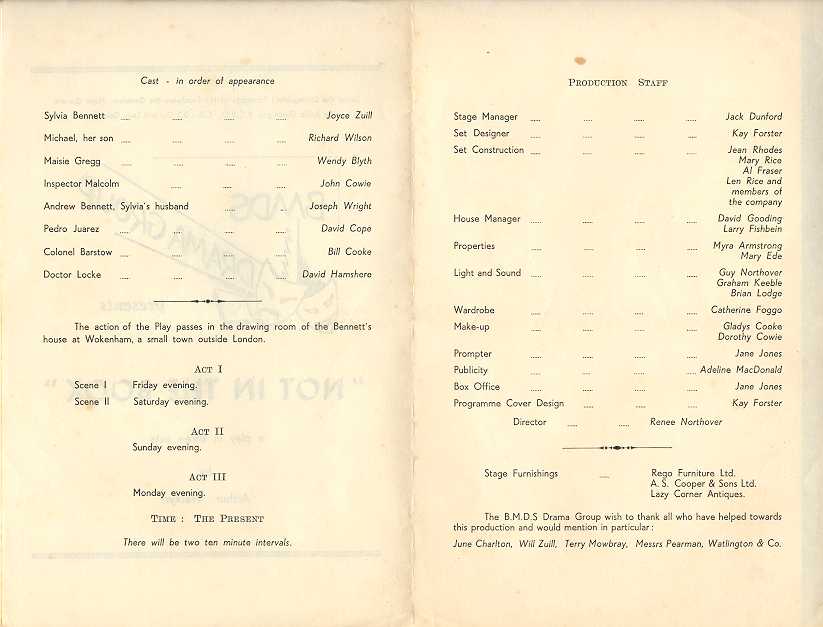 Cast - in order of appearance
Sylvia Bennett ..... ..... ..... ..... Joyce Zuill
Michael, her son ..... ..... ..... ..... Richard Wilson
Maisie Gregg ..... ..... ..... ..... Wendy Blyth
Inspector Malcolm ..... ..... ..... John Cowie
Andrew Bennett, Sylvia's husband ..... ... Joseph Wright
Pedro Juarez ..... ..... ..... ..... David Cope
Colonel Barstow ..... ..... ..... ..... Bill Cooke
Doctor Locke ..... ..... ..... ..... David Hamshere
The action of the Play passes in the drawing room of the Bennett's
house at Wokenham, a small town outside London.
ACT I
Scene I Friday evening.
Scene II Saturday evening.
ACT II
Sunday evening.
ACT III
Monday evening.
TIME : THE PRESENT
There will be two ten minute intervals.
PRODUCTION STAFF
Stage Manager ..... ..... ..... ..... Jack Dunford
Set Designer ..... ..... ..... ..... Kay Forster
Set Construction ..... ..... ..... ..... Jean Rhodes
Mary Rice
Al Fraser
Len Rice and
members of
the company
House Manager ..... ..... ..... ..... David Gooding
Larry Fishbein
Properties ..... ..... ..... ..... Myra Armstrong
Mary Ede
Light and Sound ..... ..... ..... ..... Guy Northover
Graham Keeble
Brian Lodge
Wardrobe ..... ..... ..... ..... Catherine Foggo
Make-up ..... ..... ..... ..... Gladys Cooke
Dorothy Cowie
Prompter ..... ..... ..... ..... Jane Jones
Publicity ..... ..... ..... ..... Adeline MacDonald
Box Office ..... ..... ..... ..... Jane Jones
Programme Cover Design ..... ..... ..... Kay Forster
Director ..... ..... Renee Northover
Stage Furnishings ..... Rego Furniture Ltd.
A. S. Cooper & Sons Ltd.
Lazy Corner Antiques.
The B.M.D.S Drama Group wish to thank all who have helped towards
this production and would mention in particular :
June Charlton, Will Zuill, Terry Mowbray, Messrs Pearman, Watlington & Co.